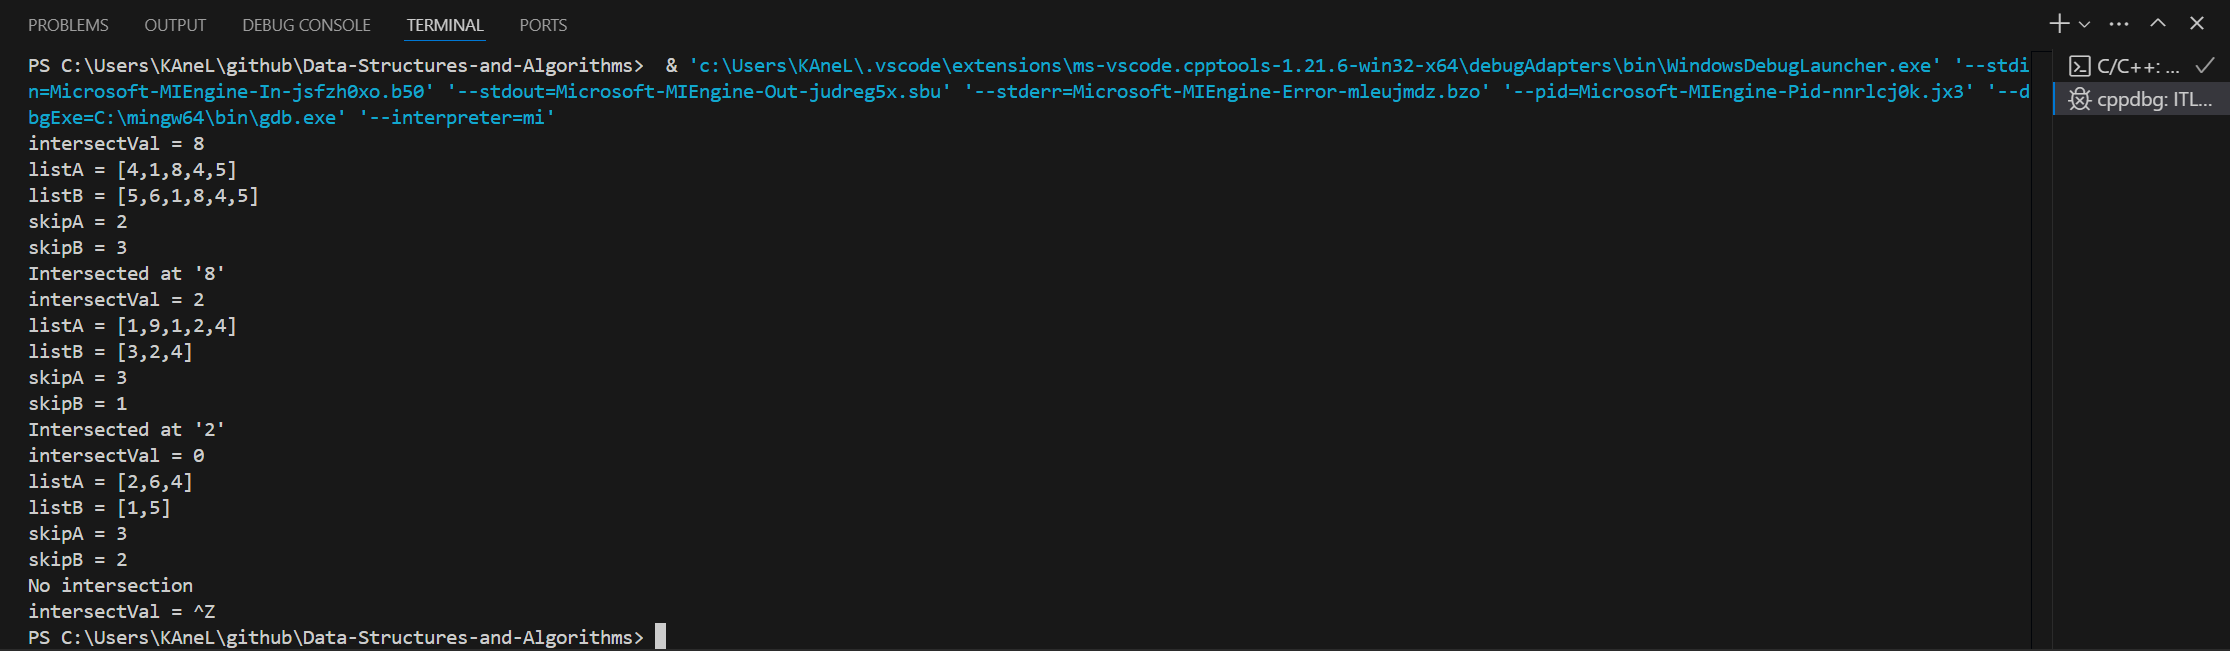 PROBLEMS OUTPUT DEBUG CONSOLE TERMINAL PORTS
PS C:\Users\KAneL\github\Data-Structures-and-Algorithms>  & 'c:\Users\KAneL\.vscode\extensions\ms-vscode.cpptools-1.21.6-win32-x64\debugAdapters\bin\WindowsDebugLauncher.exe' '--stdi
n=Microsoft-MIEngine-In-jsfzh0xo.b50' '--stdout=Microsoft-MIEngine-Out-judreg5x.sbu' '--stderr=Microsoft-MIEngine-Error-mleujmdz.bzo' '--pid=Microsoft-MIEngine-Pid-nnrlcj0k.jx3' '--d
bgExe=C:\mingw64\bin\gdb.exe' '--interpreter=mi'
intersectVal = 8
listA = [4,1,8,4,5]
listB = [5,6,1,8,4,5]
skipA = 2
skipB = 3
Intersected at '8'
intersectVal = 2
listA = [1,9,1,2,4]
listB = [3,2,4]
skipA = 3
skipB = 1
Intersected at '2'
intersectVal = 0
listA = [2,6,4]
listB = [1,5]
skipA = 3
skipB = 2
No intersection
intersectVal = ^Z
PS C:\Users\KAneL\github\Data-Structures-and-Algorithms>
C/C++: ...
cppdbg: ITL...